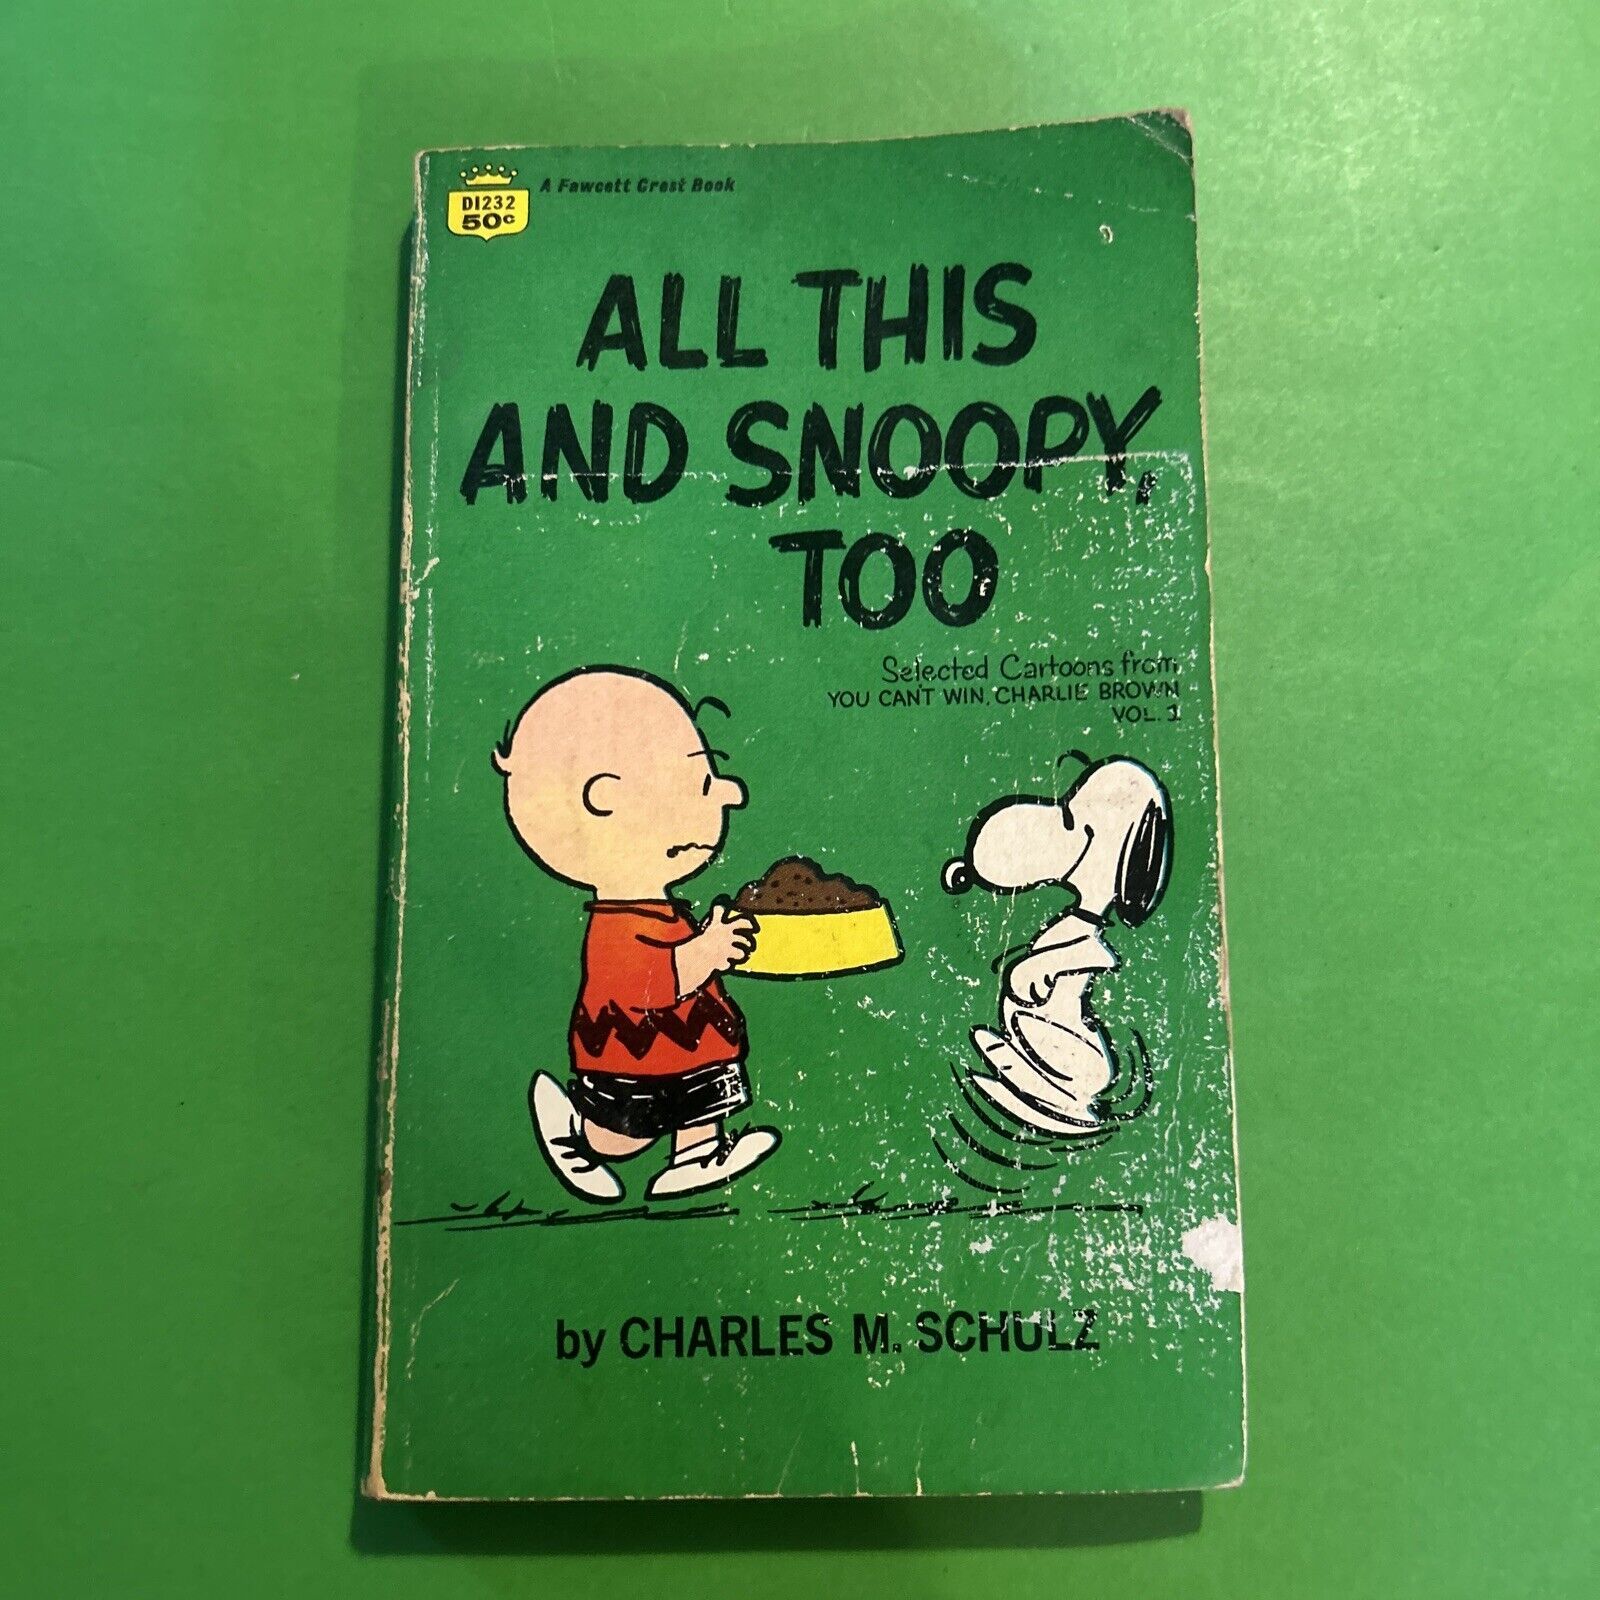 A Fawcett Crest Book
D1232
50c
ALL THIS
AND SNOOPY,
TOO
Selected Cartoons from
YOU CAN'T WIN, CHARLIE BROWN
VOL. 1
by CHARLES M. SCHULZ